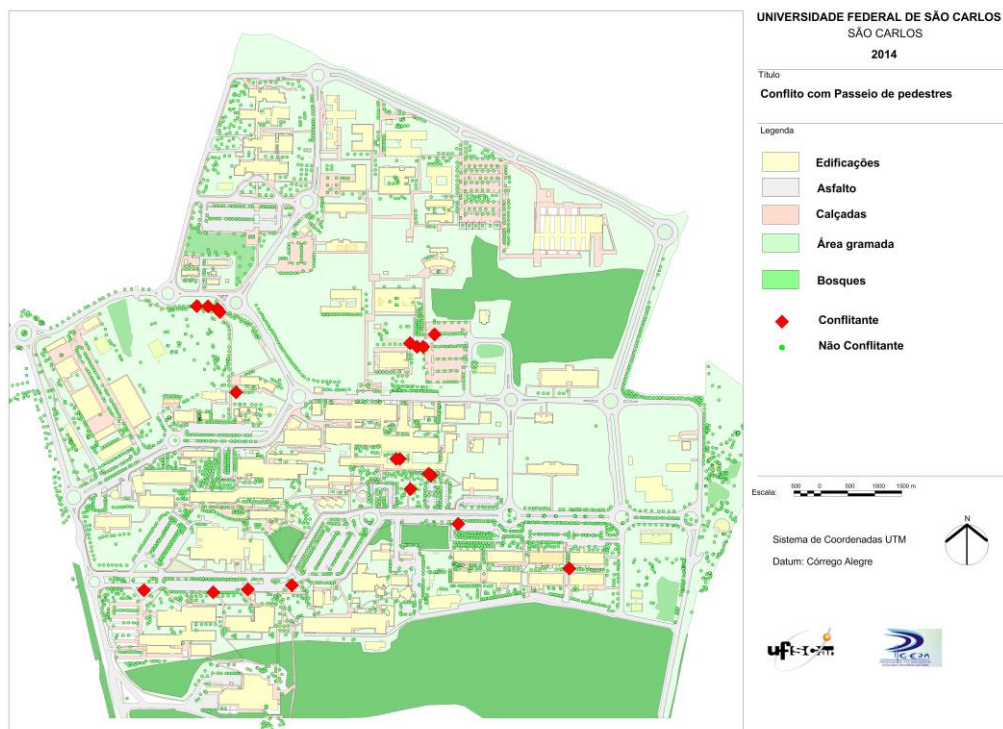 UNIVERSIDADE FEDERAL DE SÃO CARLOS
SÃO CARLOS
2014
Título
Conflito com Passeio de pedestres
Legenda
Edificações
Asfalto
Calçadas
Área gramada
Bosques
Conflitante
Não Conflitante
Escala:
500 0 500 1000 1500 m
Sistema de Coordenadas UTM
Datum: Córrego Alegre
N